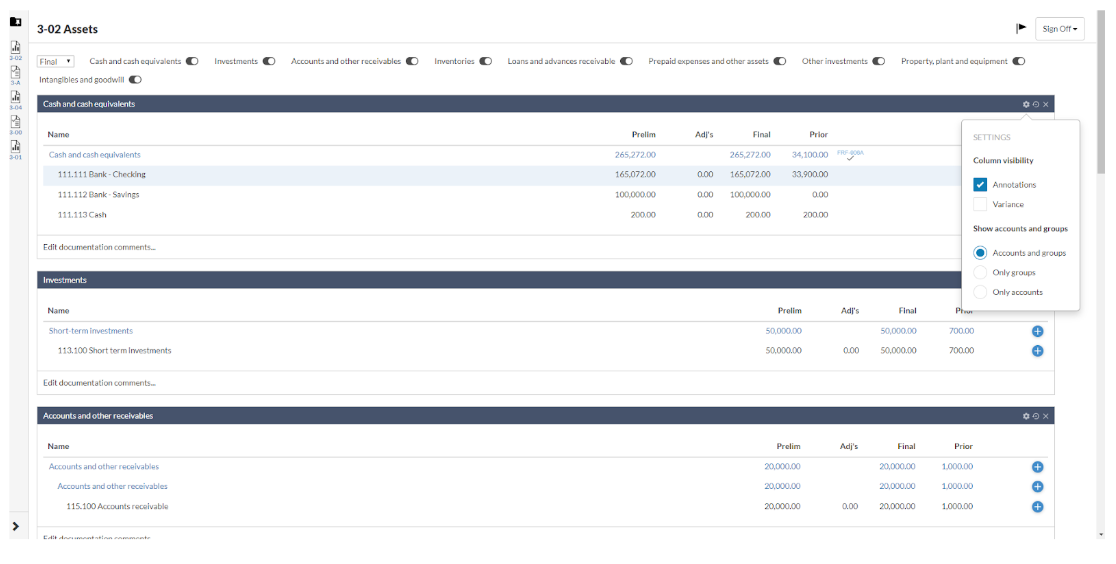 3-02 Assets
Sign Off
3-02
5-A
3-04
3-00
3-01
Final Cash and cash equivalents Investments Accounts and other receivables Inventories Loans and advances receivable Prepaid expenses and other assets Other investments Property, plant and equipment
Intangibles and goodwill
Cash and cash equivalents
Name Prelim Adj's Final Prior
Cash and cash equivalents 265,272.00 265,272.00 34,100.00
111.111 Bank - Checking 165,072.00 0.00 165,072.00 33,900.00
111.112 Bank - Savings 100,000.00 0.00 100,000.00 0.00
111.113 Cash 200.00 0.00 200.00 200.00
Edit documentation comments...
SETTINGS
Column visibility
Annotations
Variance
Show accounts and groups
Accounts and groups
Only groups
Only accounts
Investments
Name Prelim Adj's Final Prior
Short-term investments 50,000.00 50,000.00 700.00
113.100 Short term investments 50,000.00 0.00 50,000.00 700.00
Edit documentation comments...
Accounts and other receivables
Name Prelim Adj's Final Prior
Accounts and other receivables 20,000.00 20,000.00 1,000.00
Accounts and other receivables 20,000.00 20,000.00 1,000.00
115.100 Accounts receivable 20,000.00 0.00 20,000.00 1,000.00
Edit documentation comments